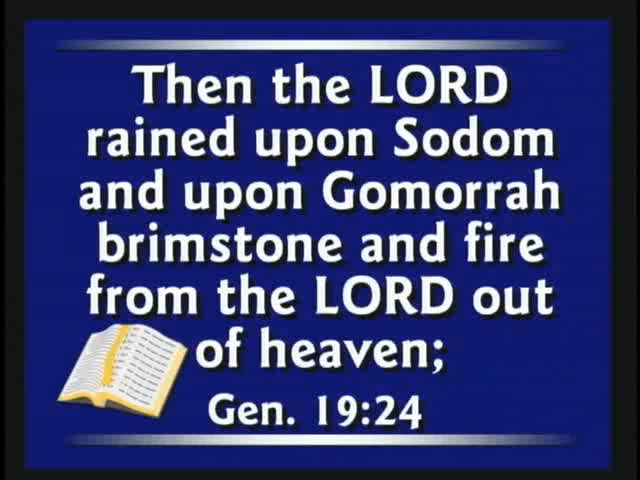 Then the LORD
rained upon Sodom
and upon Gomorrah
brimstone and fire
from the LORD out
of heaven;
Gen. 19:24